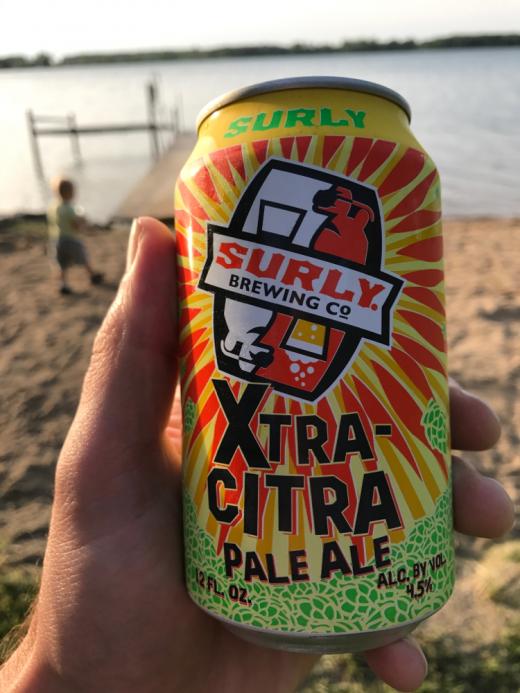 SURLY
SURLY
BREWING CO
XTRA-
CITRA
PALE ALE
12 FL. OZ.
ALC. BY VOL
4.5%